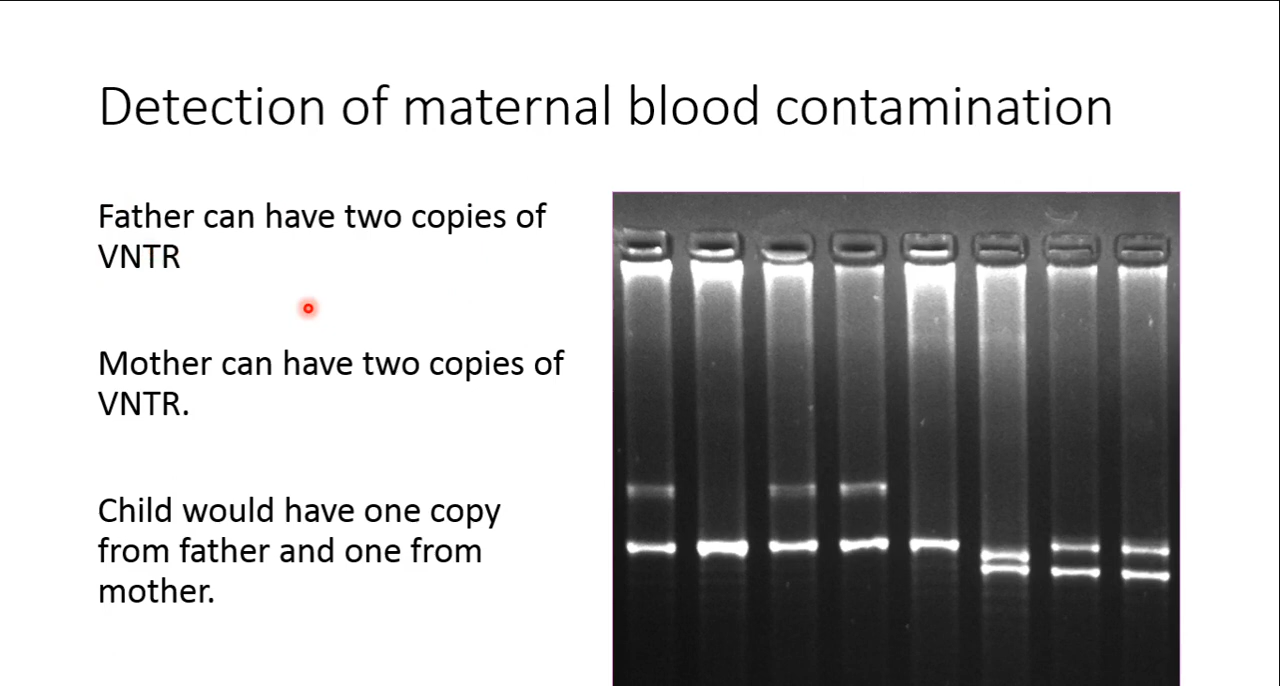 Detection of maternal blood contamination
Father can have two copies of
VNTR
Mother can have two copies of
VNTR.
Child would have one copy
from father and one from
mother.